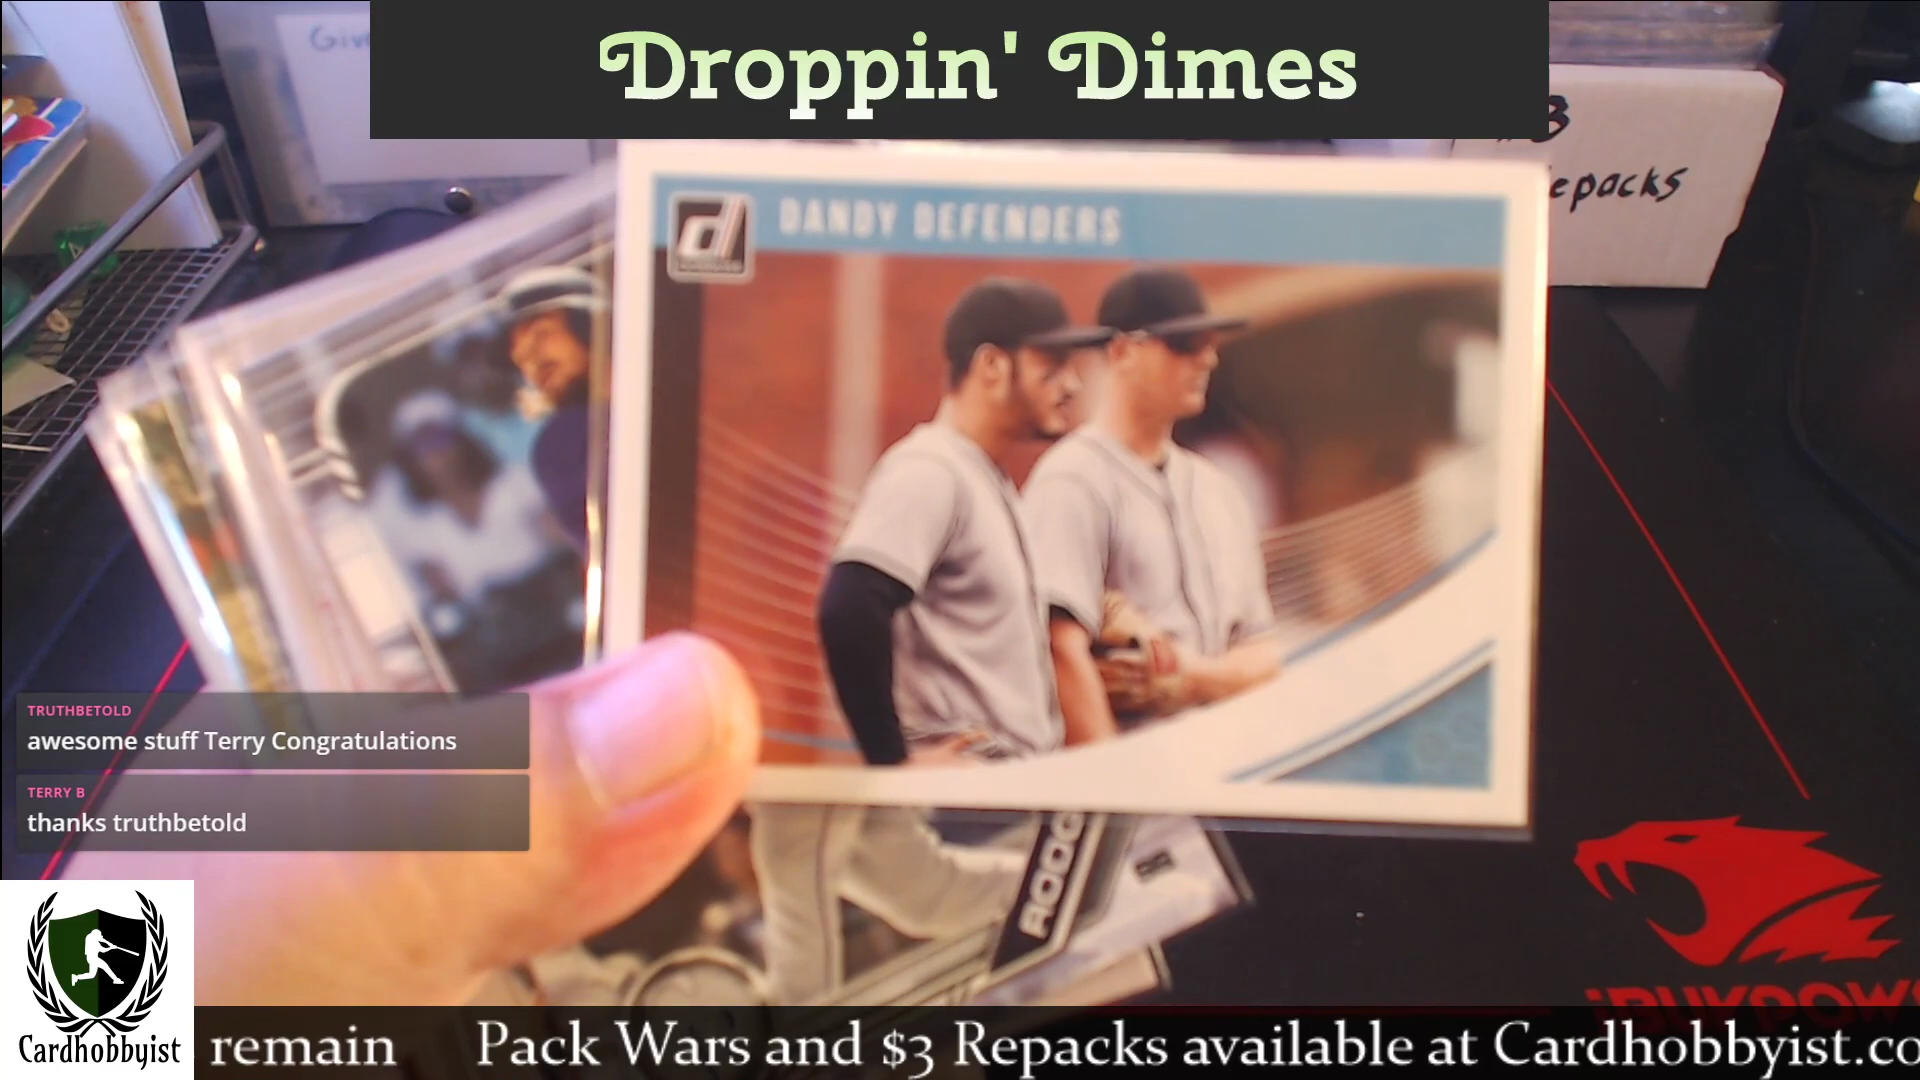 Give
Droppin' Dimes
epacks
d
DANDY DEFENDERS
TRUTHBETOLD
awesome stuff Terry Congratulations
TERRY B
thanks truthbetold
Cardhobbyist
remain Pack Wars and $3 Repacks available at Cardhobbyist.co